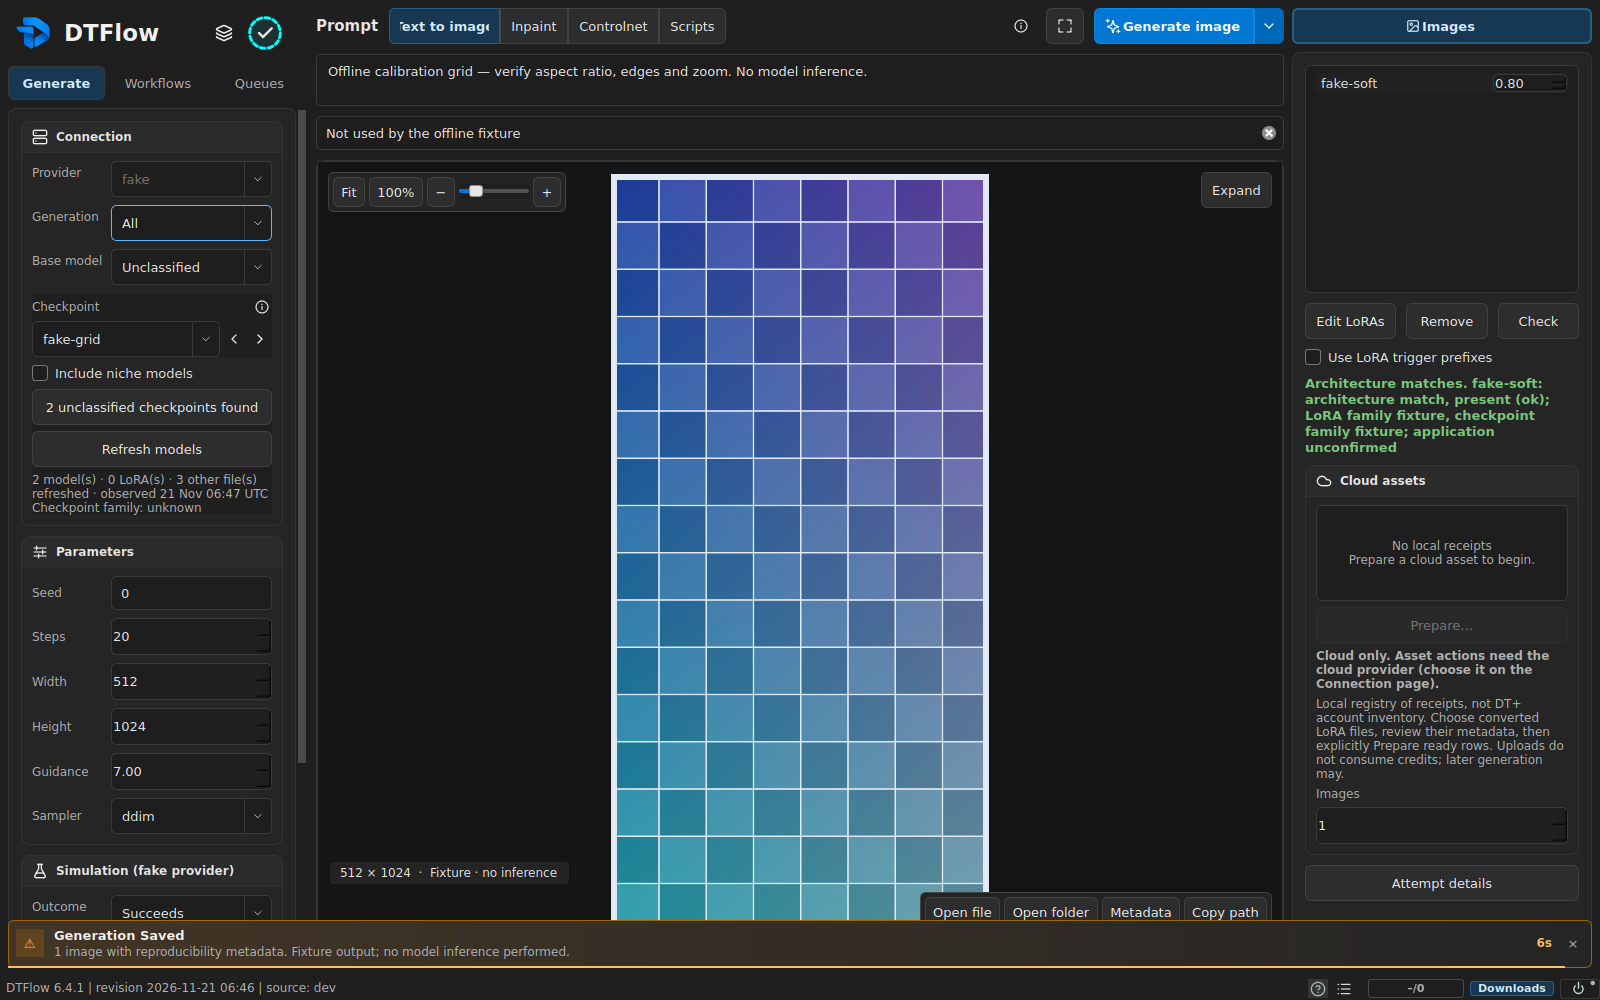 DTFlow
Generate Workflows Queues
Connection
Provider fake
Generation All
Base model Unclassified
Checkpoint
fake-grid
Include niche models
2 unclassified checkpoints found
Refresh models
2 model(s) · 0 LoRA(s) · 3 other file(s)
refreshed · observed 21 Nov 06:47 UTC
Checkpoint family: unknown
Parameters
Seed 0
Steps 20
Width 512
Height 1024
Guidance 7.00
Sampler ddim
Simulation (fake provider)
Outcome Succeeds
Prompt Text to image Inpaint Controlnet Scripts Generate image
Offline calibration grid — verify aspect ratio, edges and zoom. No model inference.
Not used by the offline fixture
Fit 100% − + Expand
512 × 1024 · Fixture · no inference
Open file Open folder Metadata Copy path
Images
fake-soft 0.80
Edit LoRAs Remove Check
Use LoRA trigger prefixes
Architecture matches. fake-soft:
architecture match, present (ok);
LoRA family fixture, checkpoint
family fixture; application
unconfirmed
Cloud assets
No local receipts
Prepare a cloud asset to begin.
Prepare...
Cloud only. Asset actions need the
cloud provider (choose it on the
Connection page).
Local registry of receipts, not DT+
account inventory. Choose converted
LoRA files, review their metadata, then
explicitly Prepare ready rows. Uploads do
not consume credits; later generation
may.
Images
1
Attempt details
Generation Saved
1 image with reproducibility metadata. Fixture output; no model inference performed.
6s ×
DTFlow 6.4.1 | revision 2026-11-21 06:46 | source: dev
-/0 Downloads